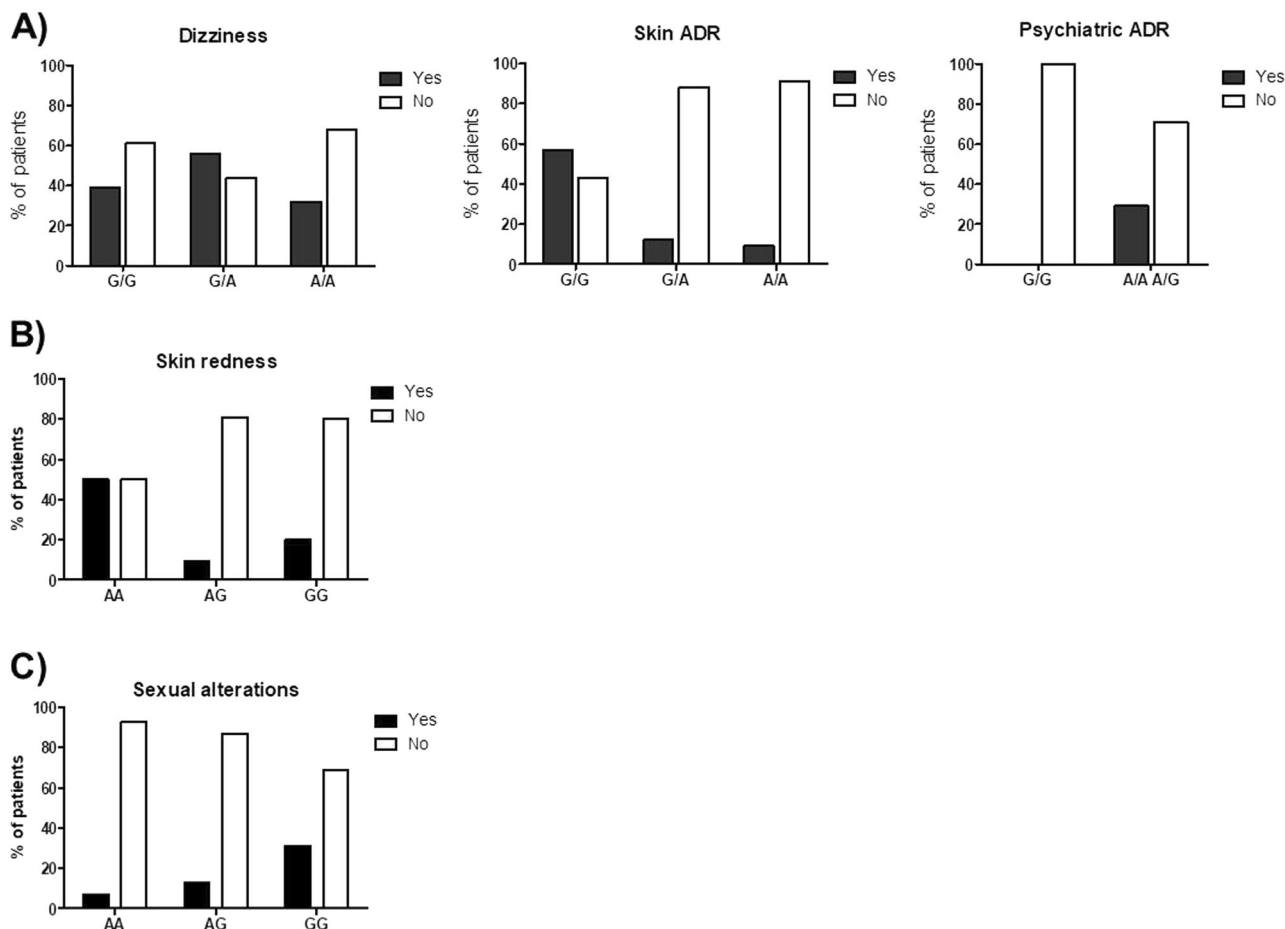 A)
Dizziness
Yes
No
% of patients
100
80
60
40
20
0
G/G G/A A/A
Skin ADR
Yes
No
% of patients
100
80
60
40
20
0
G/G G/A A/A
Psychiatric ADR
Yes
No
% of patients
100
80
60
40
20
0
G/G A/A A/G
B)
Skin redness
Yes
No
% of patients
100
80
60
40
20
0
AA AG GG
C)
Sexual alterations
Yes
No
% of patients
100
80
60
40
20
0
AA AG GG